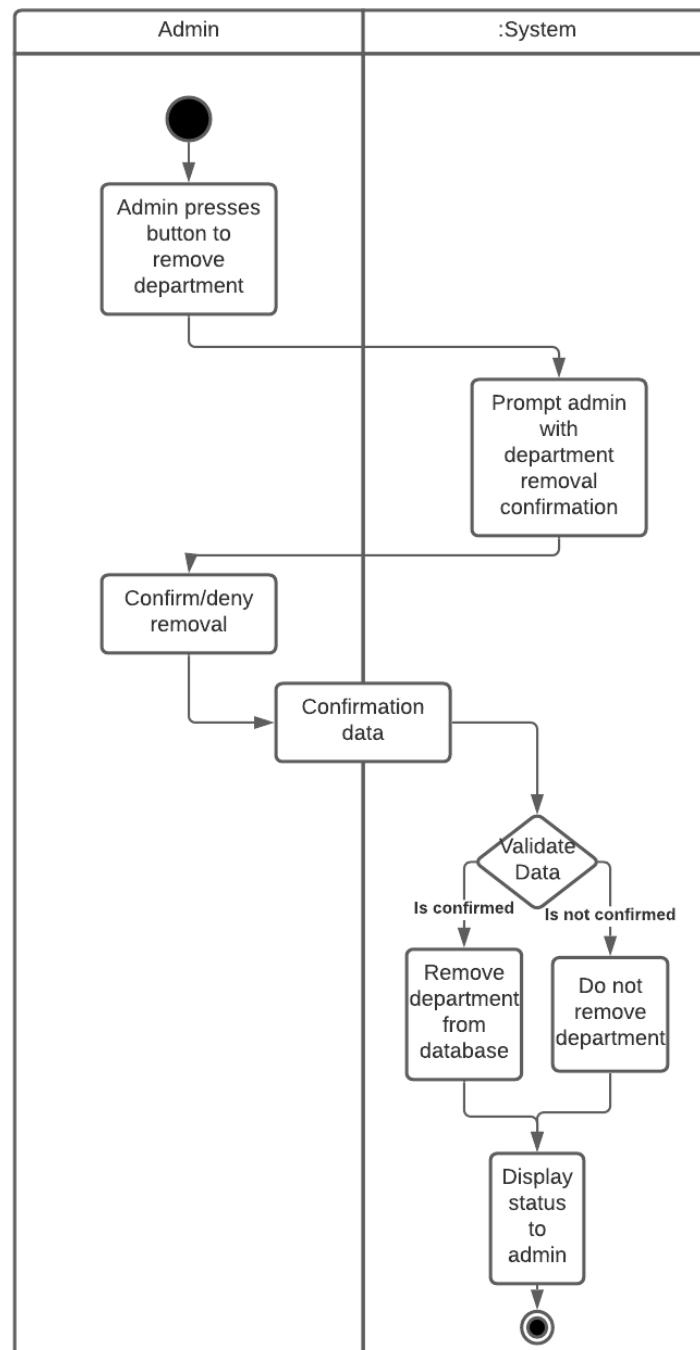 Admin
:System
Admin presses
button to
remove
department
Prompt admin
with
department
removal
confirmation
Confirm/deny
removal
Confirmation
data
Validate
Data
Is confirmed
Is not confirmed
Remove
department
from
database
Do not
remove
department
Display
status
to
admin